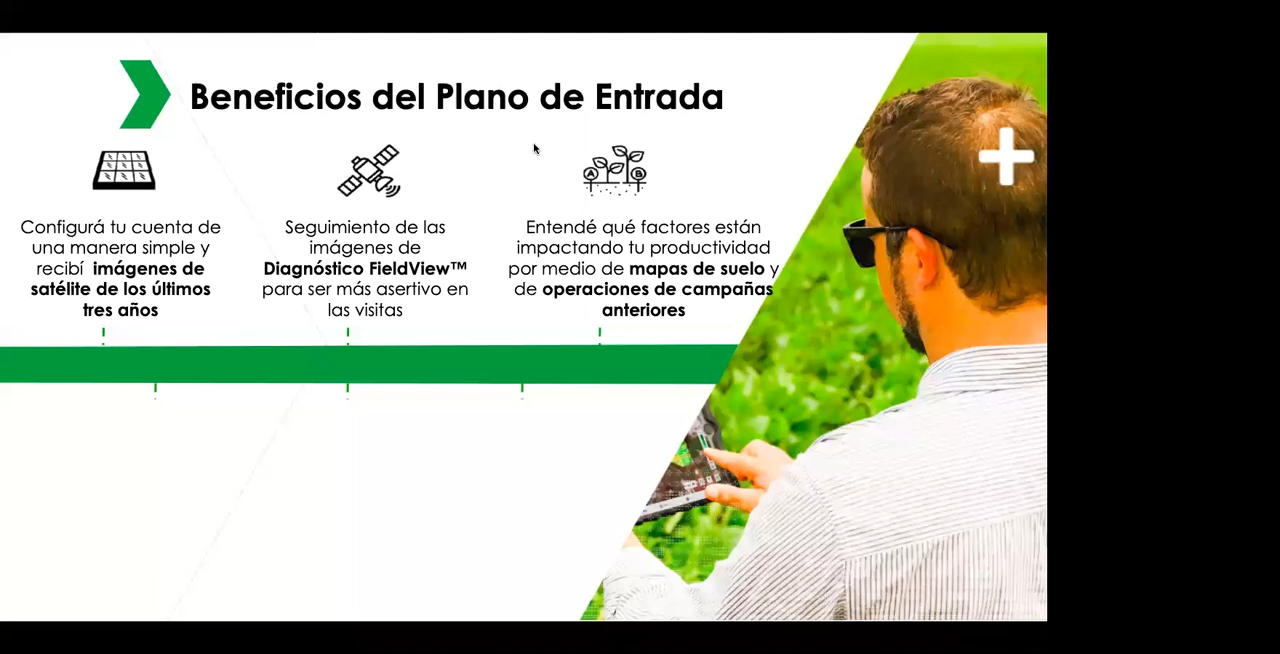 Beneficios del Plano de Entrada
Configurá tu cuenta de
una manera simple y
recibí imágenes de
satélite de los últimos
tres años
Seguimiento de las
imágenes de
Diagnóstico FieldView™
para ser más asertivo en
las visitas
A
B
Entendé qué factores están
impactando tu productividad
por medio de mapas de suelo y
de operaciones de campañas
anteriores